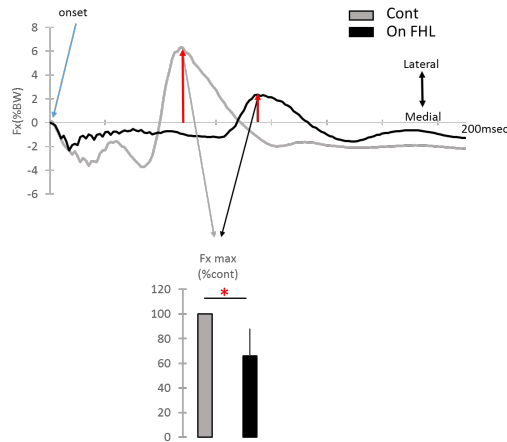 onset
Cont
On FHL
8
6
4
2
0
-2
-4
-6
Fx(%BW)
Lateral
Medial
200msec
Fx max
(%cont)
*
120
100
80
60
40
20
0